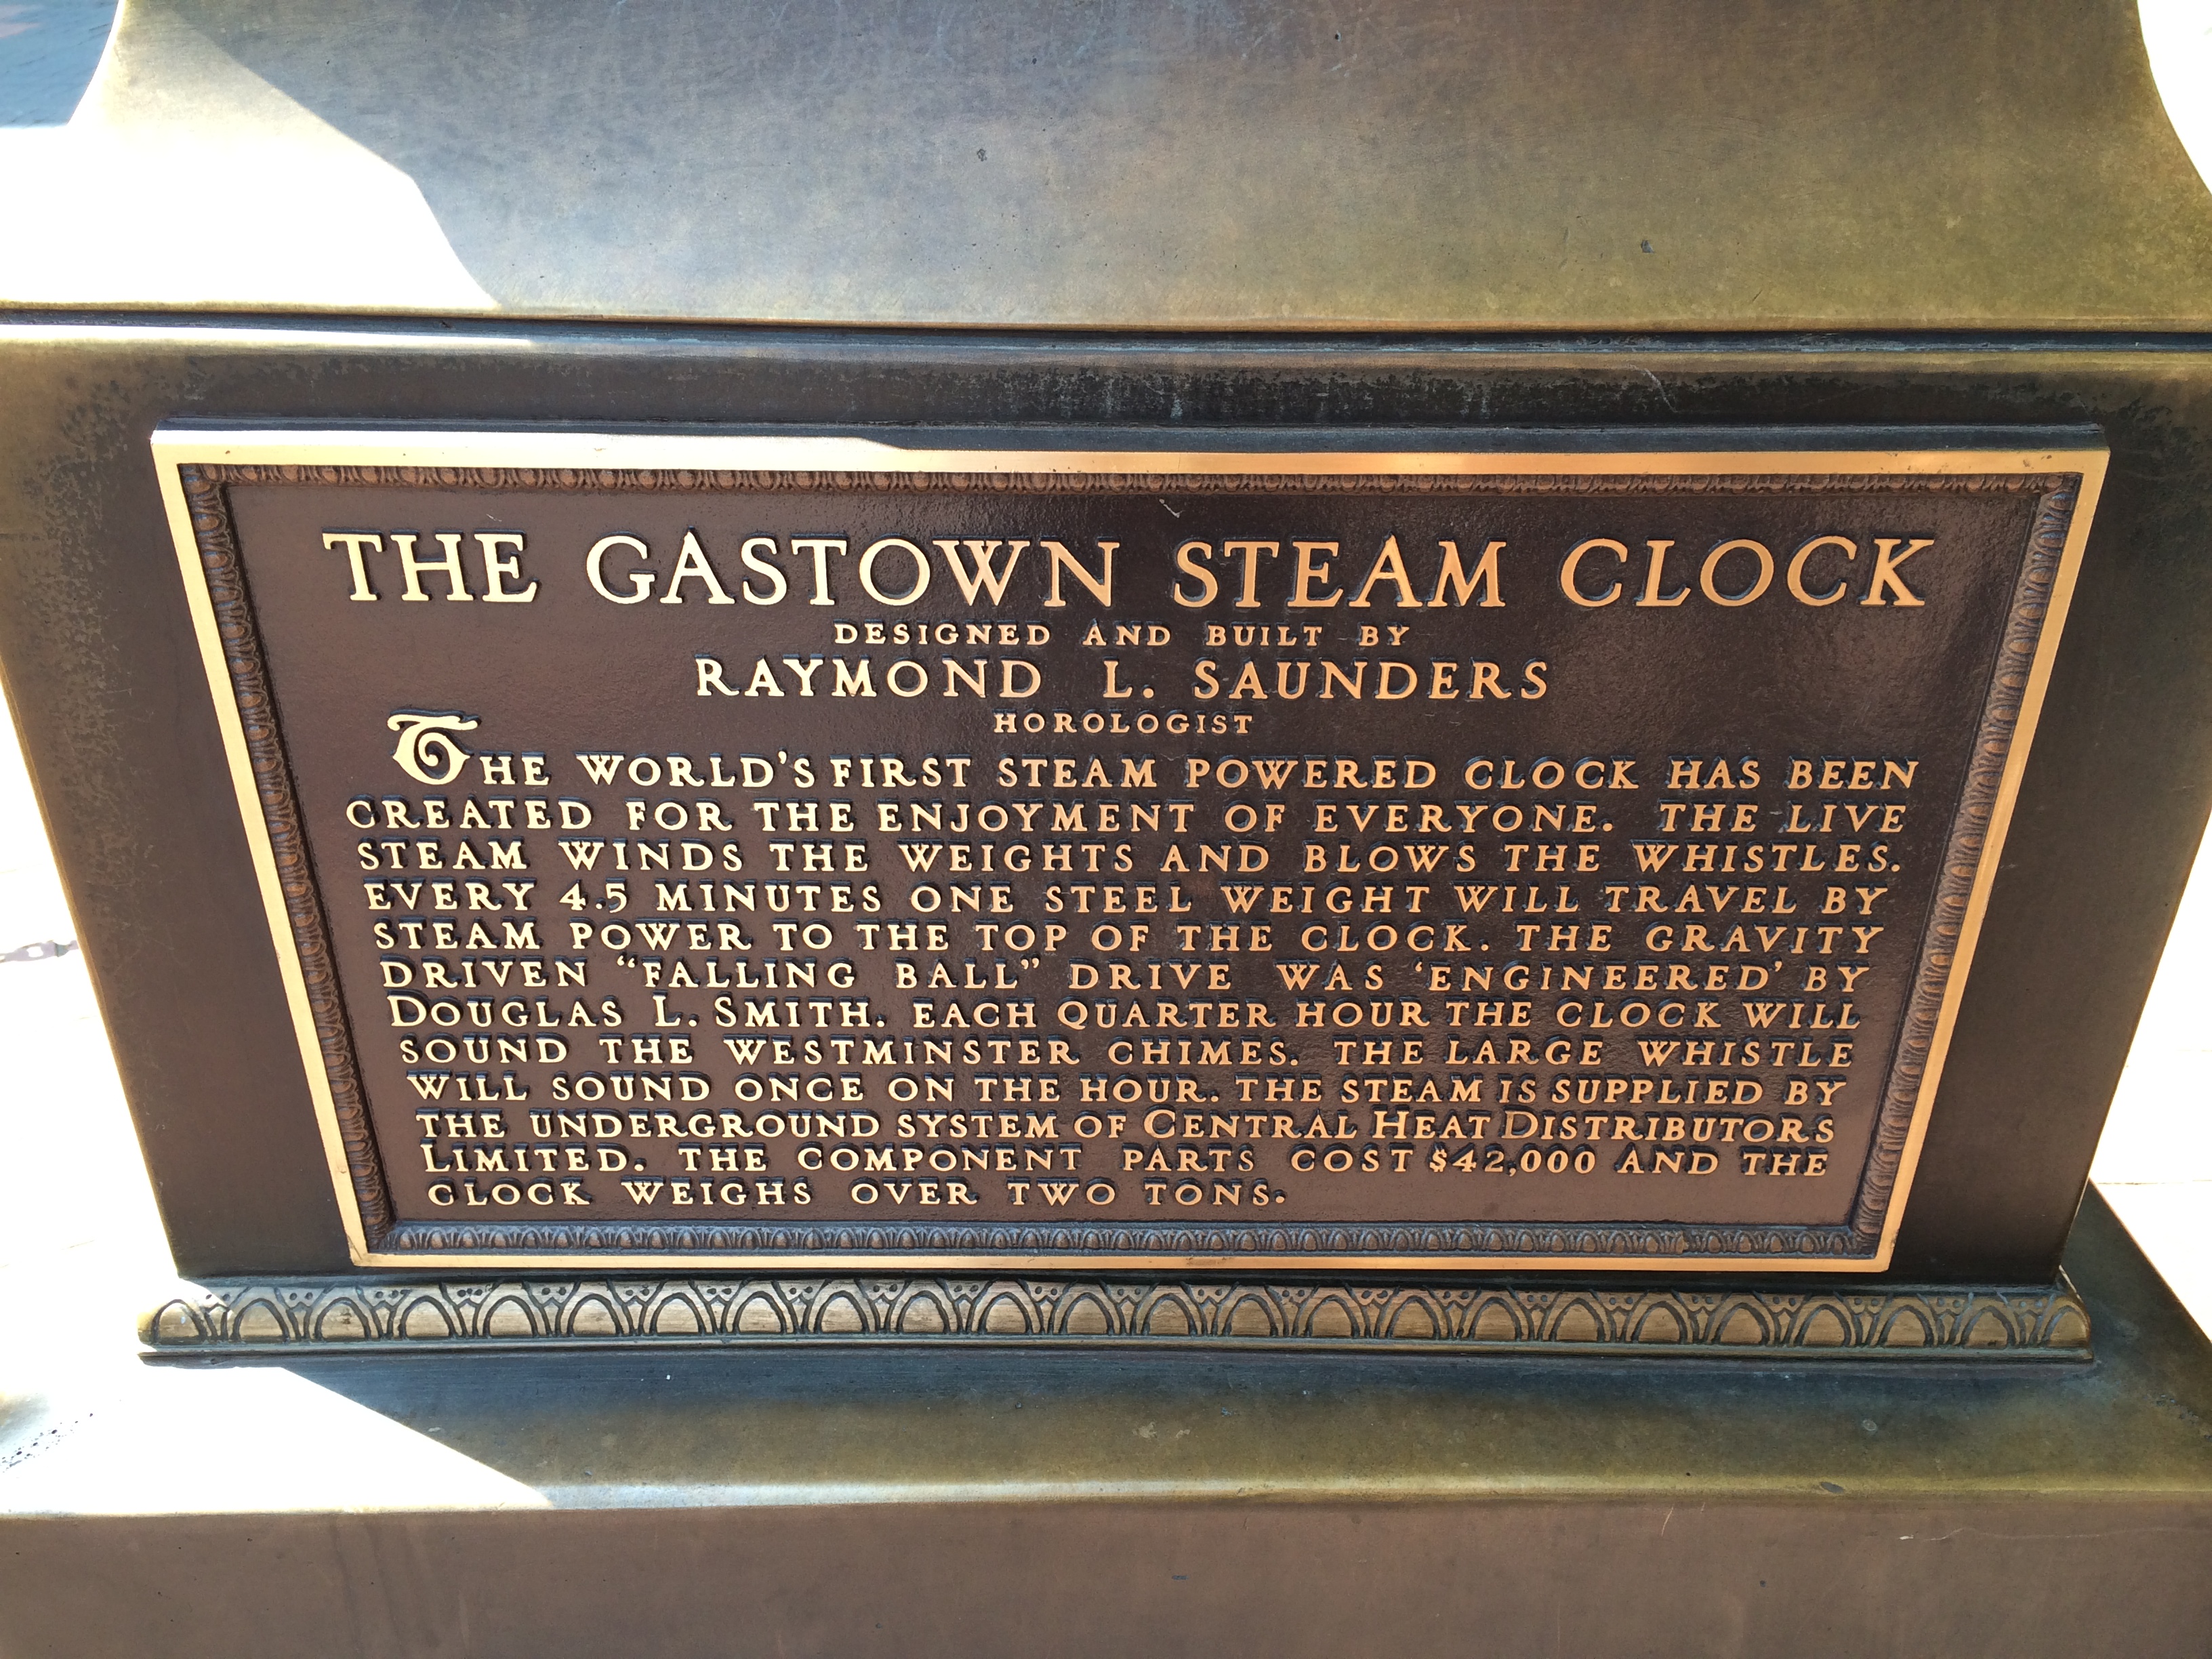 THE GASTOWN STEAM CLOCK
DESIGNED AND BUILT BY
RAYMOND L. SAUNDERS
HOROLOGIST
THE WORLD'S FIRST STEAM POWERED CLOCK HAS BEEN
CREATED FOR THE ENJOYMENT OF EVERYONE. THE LIVE
STEAM WINDS THE WEIGHTS AND BLOWS THE WHISTLES.
EVERY 4.5 MINUTES ONE STEEL WEIGHT WILL TRAVEL BY
STEAM POWER TO THE TOP OF THE CLOCK. THE GRAVITY
DRIVEN “FALLING BALL” DRIVE WAS ‘ENGINEERED’ BY
DOUGLAS L. SMITH. EACH QUARTER HOUR THE CLOCK WILL
SOUND THE WESTMINSTER CHIMES. THE LARGE WHISTLE
WILL SOUND ONCE ON THE HOUR. THE STEAM IS SUPPLIED BY
THE UNDERGROUND SYSTEM OF CENTRAL HEAT DISTRIBUTORS
LIMITED. THE COMPONENT PARTS COST $42,000 AND THE
CLOCK WEIGHS OVER TWO TONS.